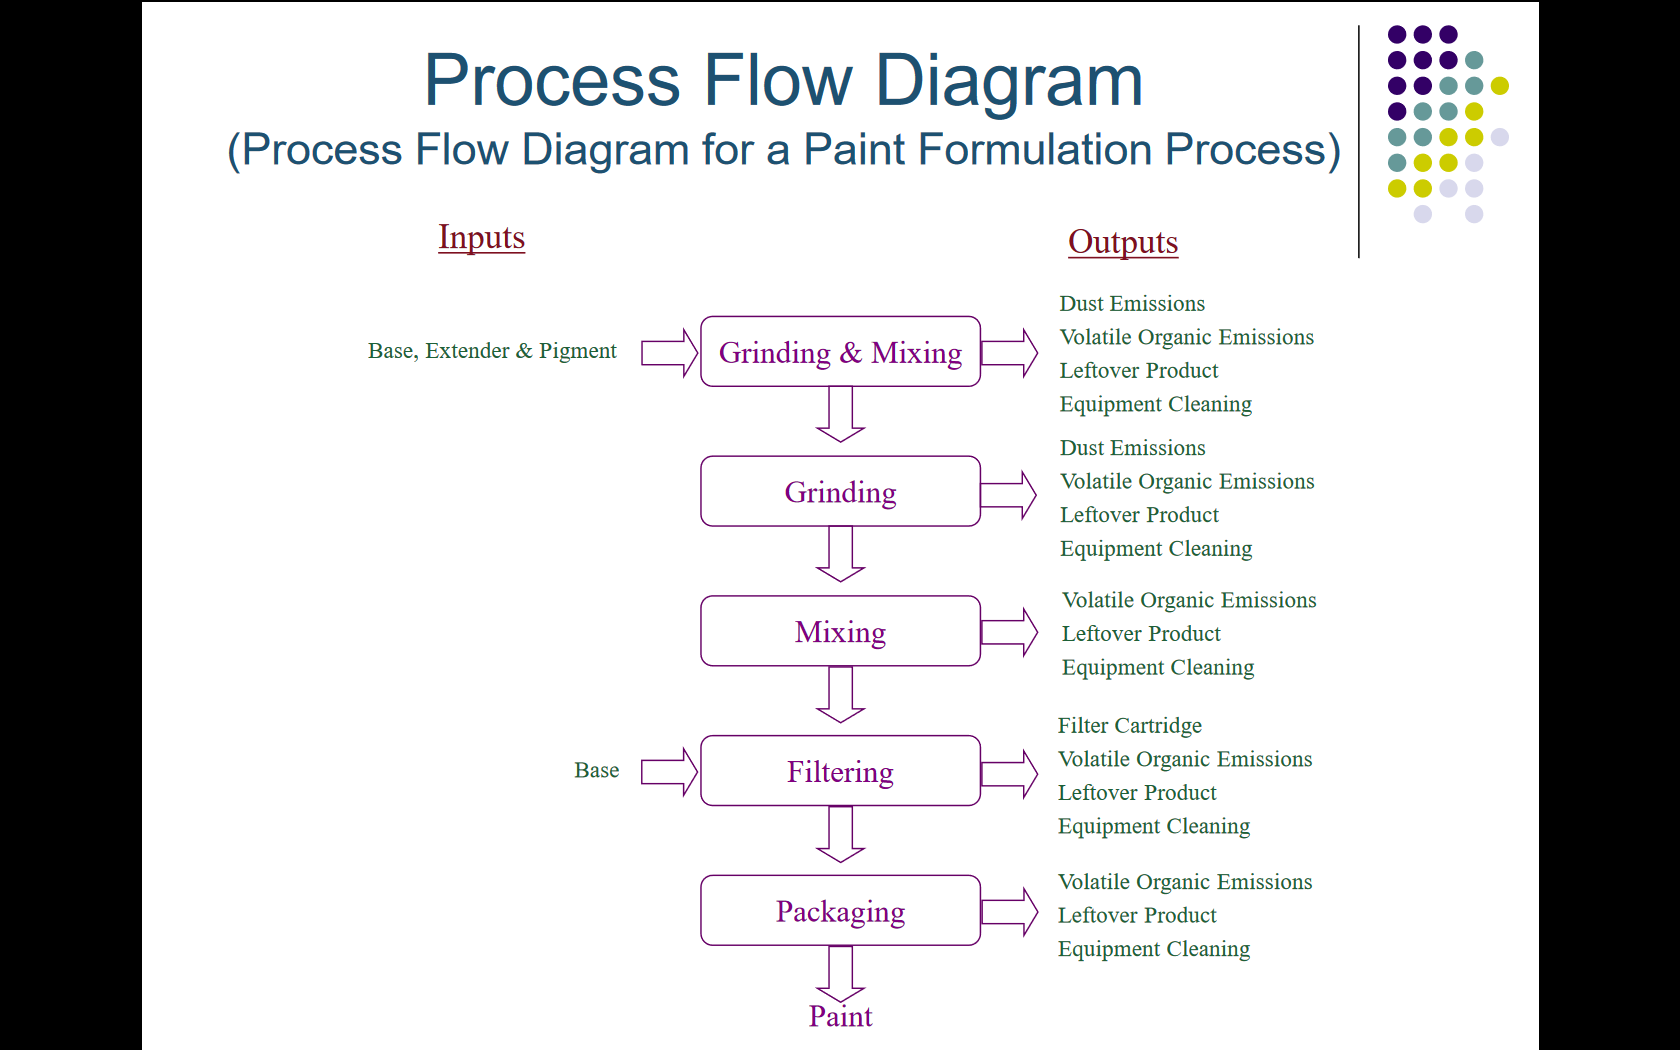 Process Flow Diagram
(Process Flow Diagram for a Paint Formulation Process)
Inputs
Outputs
Base, Extender & Pigment
Grinding & Mixing
Dust Emissions
Volatile Organic Emissions
Leftover Product
Equipment Cleaning
Grinding
Dust Emissions
Volatile Organic Emissions
Leftover Product
Equipment Cleaning
Mixing
Volatile Organic Emissions
Leftover Product
Equipment Cleaning
Base
Filtering
Filter Cartridge
Volatile Organic Emissions
Leftover Product
Equipment Cleaning
Packaging
Volatile Organic Emissions
Leftover Product
Equipment Cleaning
Paint